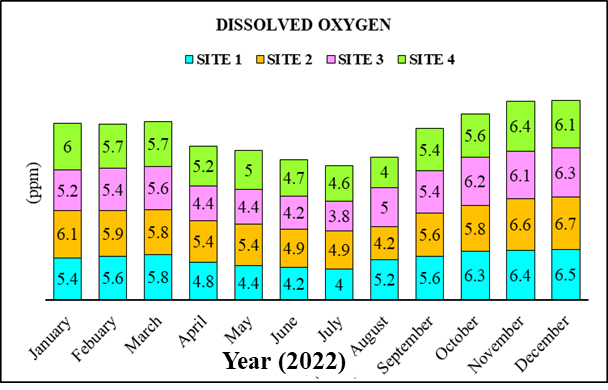 DISSOLVED OXYGEN
SITE 1 SITE 2 SITE 3 SITE 4
6 5.7 5.7 5.2 5 4.7 4.6 4 5.4 5.6 6.4 6.1
5.2 5.4 5.6 4.4 4.4 4.2 3.8 5 5.4 6.2 6.1 6.3
6.1 5.9 5.8 5.4 5.4 4.9 4.9 4.2 5.6 5.8 6.6 6.7
5.4 5.6 5.8 4.8 4.4 4.2 4 5.2 5.6 6.3 6.4 6.5
(ppm)
January Febuary March April May June July August September October November December
Year (2022)